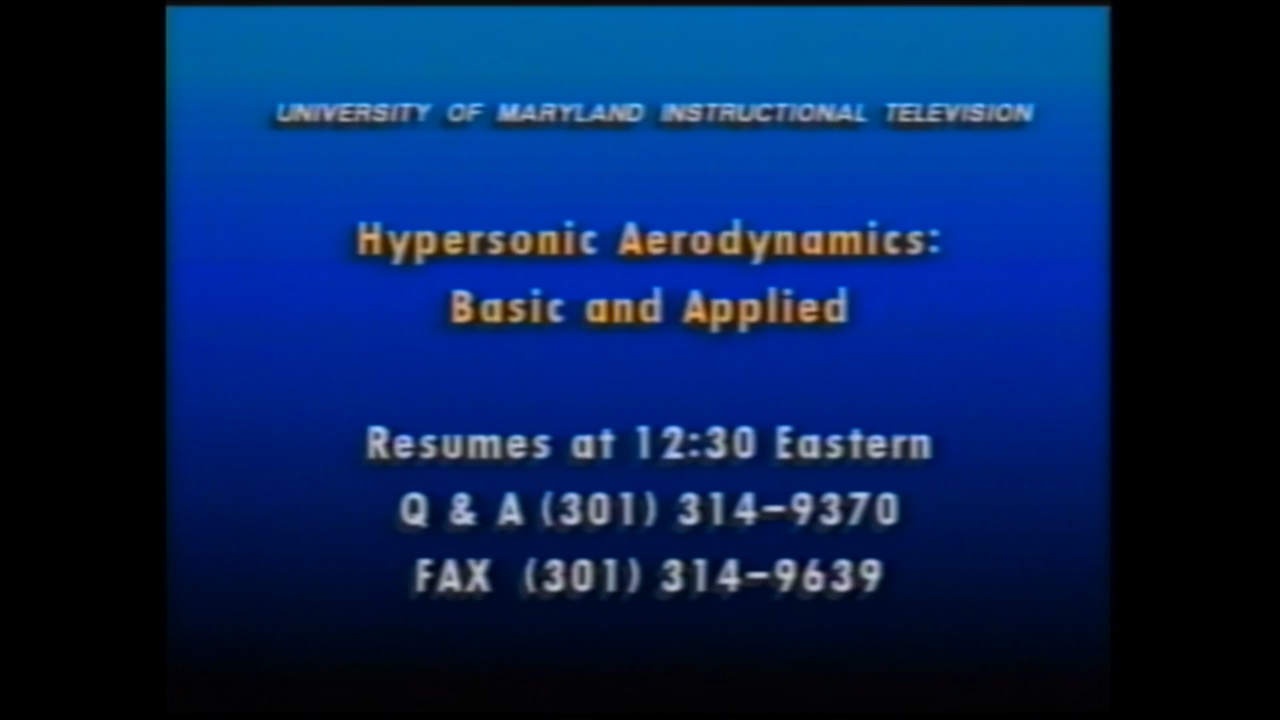 UNIVERSITY OF MARYLAND INSTRUCTIONAL TELEVISION
Hypersonic Aerodynamics:
Basic and Applied
Resumes at 12:30 Eastern
Q & A (301) 314-9370
FAX (301) 314-9639